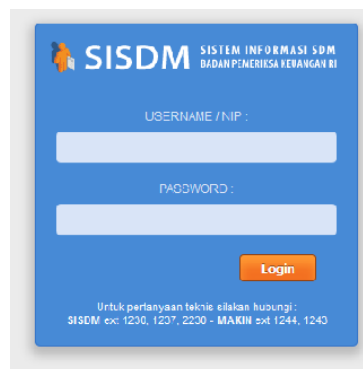 SISDM
SISTEM INFORMASI SDM
BADAN PEMERIKSA KEUANGAN RI
USERNAME / NIP :
PASSWORD :
Login
Untuk pertanyaan teknis silakan hubungi :
SISDM ext 1230, 1237, 2230 - MAKIN ext 1244, 1243